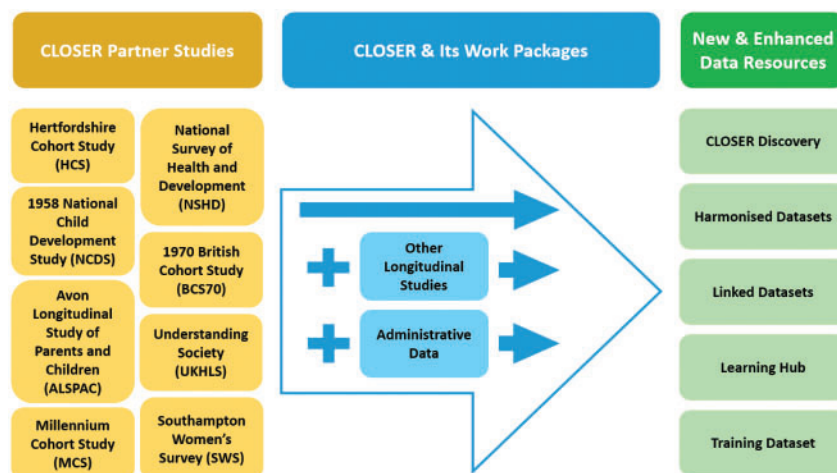 CLOSER Partner Studies
CLOSER & Its Work Packages
New & Enhanced
Data Resources
Hertfordshire
Cohort Study
(HCS)
National
Survey of
Health and
Development
(NSHD)
1958 National
Child
Development
Study (NCDS)
1970 British
Cohort Study
(BCS70)
Avon
Longitudinal
Study of
Parents and
Children
(ALSPAC)
Understanding
Society
(UKHLS)
Millennium
Cohort Study
(MCS)
Southampton
Women's
Survey (SWS)
Other
Longitudinal
Studies
Administrative
Data
CLOSER Discovery
Harmonised Datasets
Linked Datasets
Learning Hub
Training Dataset